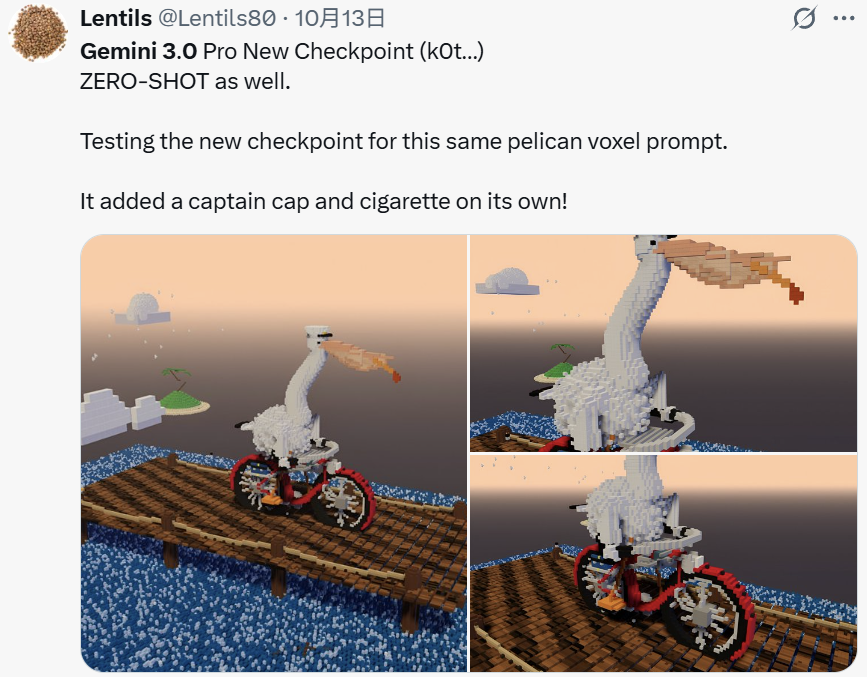 Lentils @Lentils80 · 10月13日
Gemini 3.0 Pro New Checkpoint (k0t...)
ZERO-SHOT as well.
Testing the new checkpoint for this same pelican voxel prompt.
It added a captain cap and cigarette on its own!